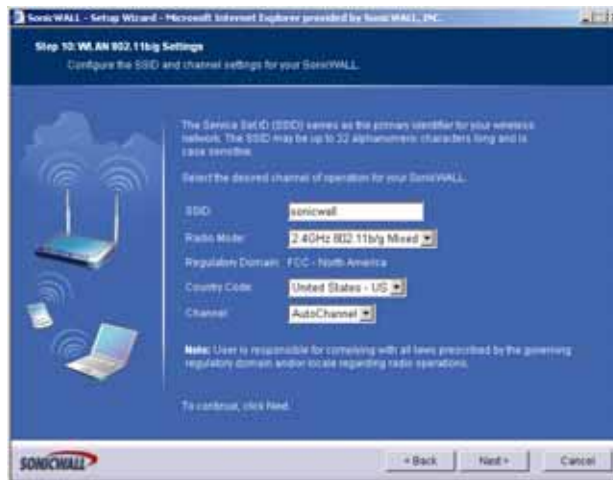 SonicWALL - Setup Wizard - Microsoft Internet Explorer provided by SonicWALL, INC.
Step 10: WLAN 802.11b/g Settings
Configure the SSID and channel settings for your SonicWALL.
The Service Set ID (SSID) serves as the primary identifier for your wireless
network. The SSID may be up to 32 alphanumeric characters long and is
case sensitive.
Select the desired channel of operation for your SonicWALL.
SSID: sonicwall
Radio Mode: 2.4GHz 802.11b/g Mixed
Regulatory Domain: FCC - North America
Country Code: United States - US
Channel: AutoChannel
Note: User is responsible for complying with all laws prescribed by the governing
regulatory domain and/or locale regarding radio operations.
To continue, click Next.
SONICWALL
< Back
Next >
Cancel